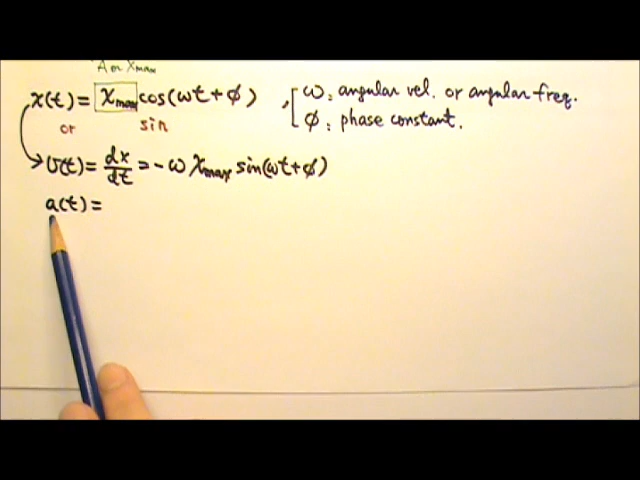 A or Xmax
x(t) = Xmax cos(ωt + φ) , ω: angular vel. or angular freq.
or sin φ: phase constant.
v(t) = dx/dt = -ω Xmax sin(ωt + φ)
a(t) =